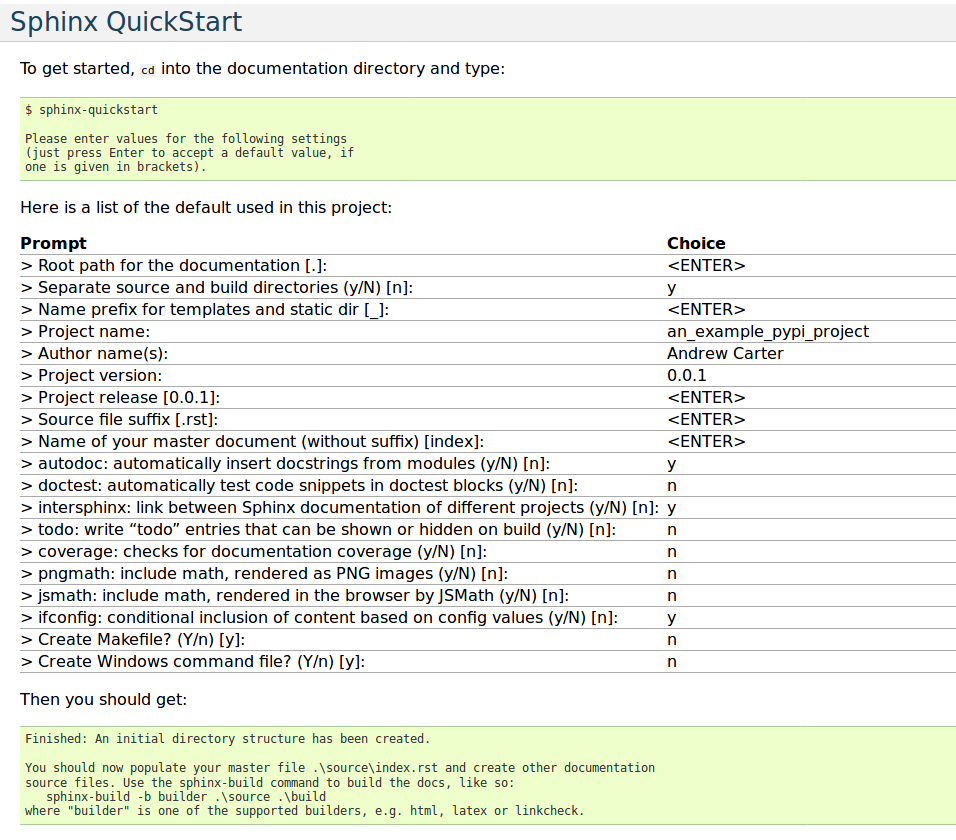 Sphinx QuickStart
To get started, cd into the documentation directory and type:
$ sphinx-quickstart
Please enter values for the following settings
(just press Enter to accept a default value, if
one is given in brackets).
Here is a list of the default used in this project:
Prompt Choice
> Root path for the documentation [.]: <ENTER>
> Separate source and build directories (y/N) [n]: y
> Name prefix for templates and static dir [_]: <ENTER>
> Project name: an_example_pypi_project
> Author name(s): Andrew Carter
> Project version: 0.0.1
> Project release [0.0.1]: <ENTER>
> Source file suffix [.rst]: <ENTER>
> Name of your master document (without suffix) [index]: <ENTER>
> autodoc: automatically insert docstrings from modules (y/N) [n]: y
> doctest: automatically test code snippets in doctest blocks (y/N) [n]: n
> intersphinx: link between Sphinx documentation of different projects (y/N) [n]: y
> todo: write “todo” entries that can be shown or hidden on build (y/N) [n]: n
> coverage: checks for documentation coverage (y/N) [n]: n
> pngmath: include math, rendered as PNG images (y/N) [n]: n
> jsmath: include math, rendered in the browser by JSMath (y/N) [n]: n
> ifconfig: conditional inclusion of content based on config values (y/N) [n]: y
> Create Makefile? (Y/n) [y]: n
> Create Windows command file? (Y/n) [y]: n
Then you should get:
Finished: An initial directory structure has been created.
You should now populate your master file .\source\index.rst and create other documentation
source files. Use the sphinx-build command to build the docs, like so:
sphinx-build -b builder .\source .\build
where "builder" is one of the supported builders, e.g. html, latex or linkcheck.